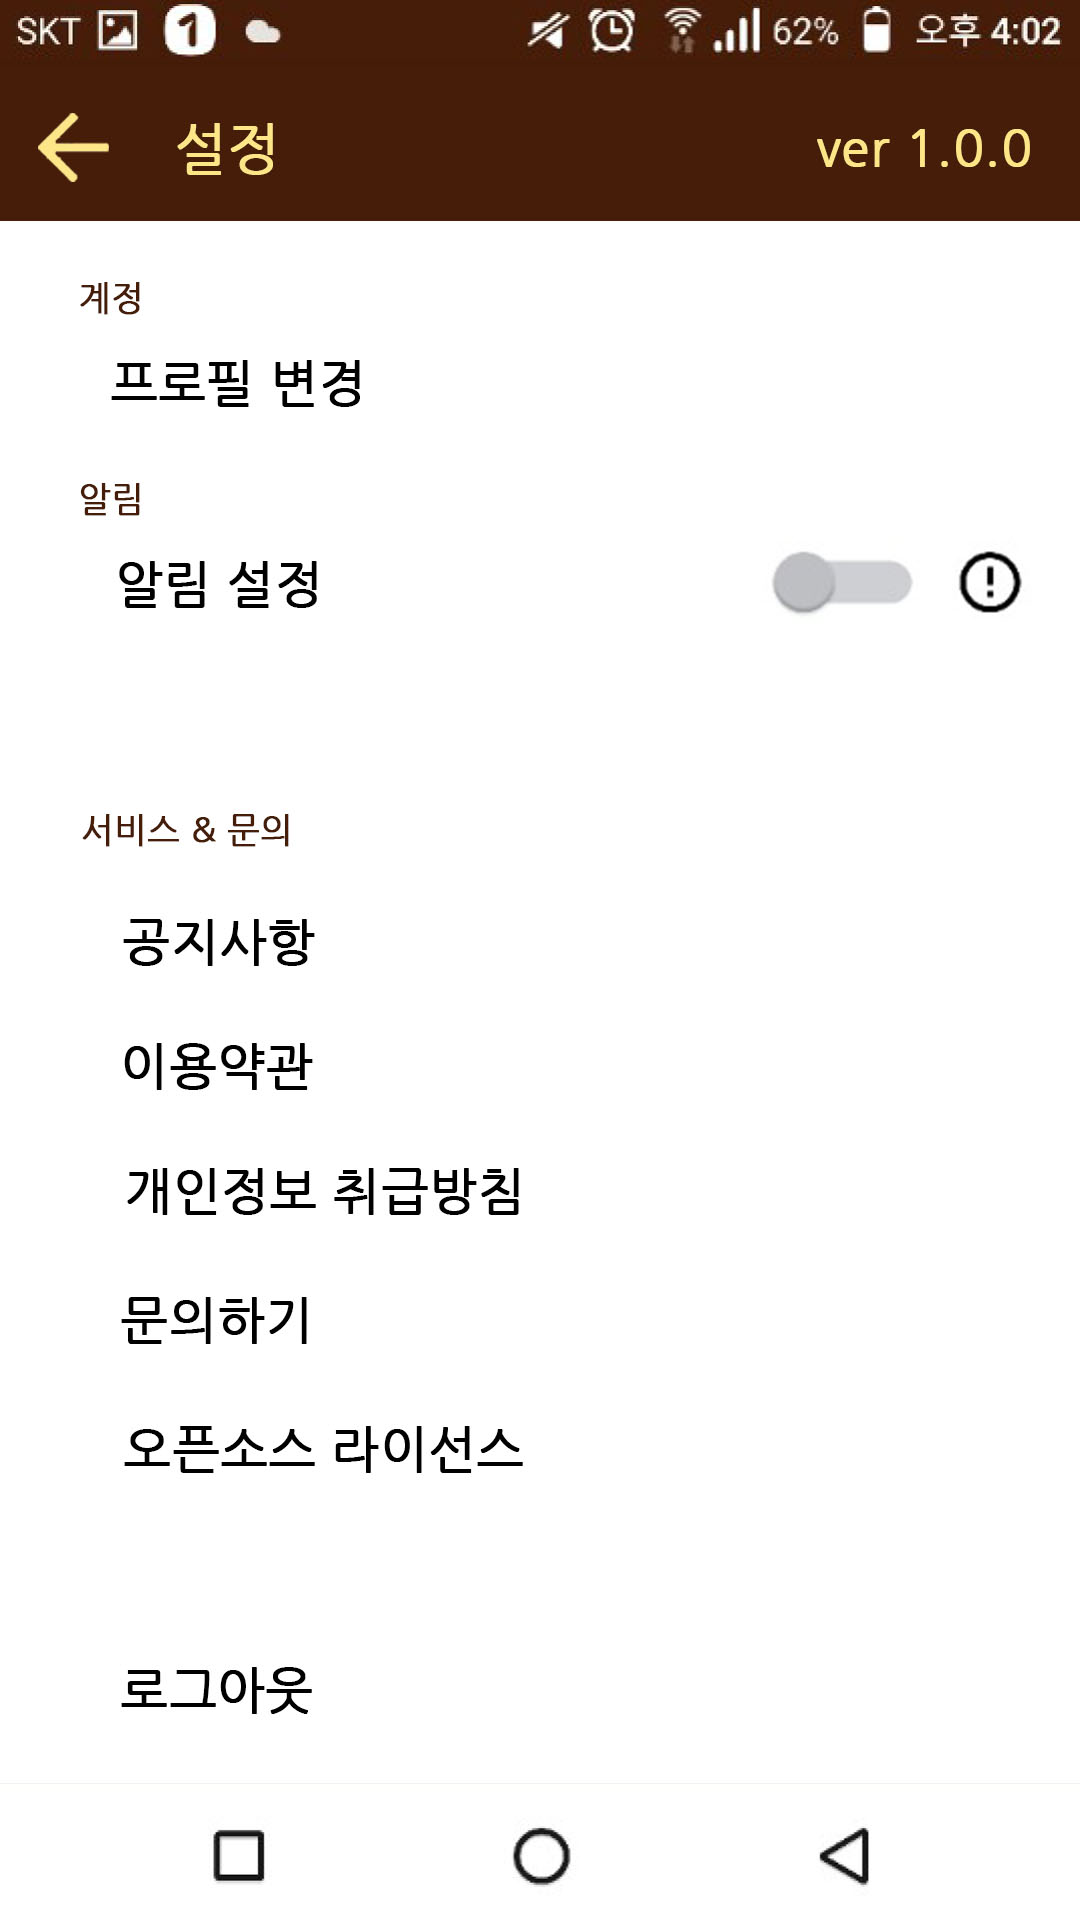 SKT 1 62% 오후 4:02
설정 ver 1.0.0
계정
프로필 변경
알림
알림 설정
서비스 & 문의
공지사항
이용약관
개인정보 취급방침
문의하기
오픈소스 라이선스
로그아웃